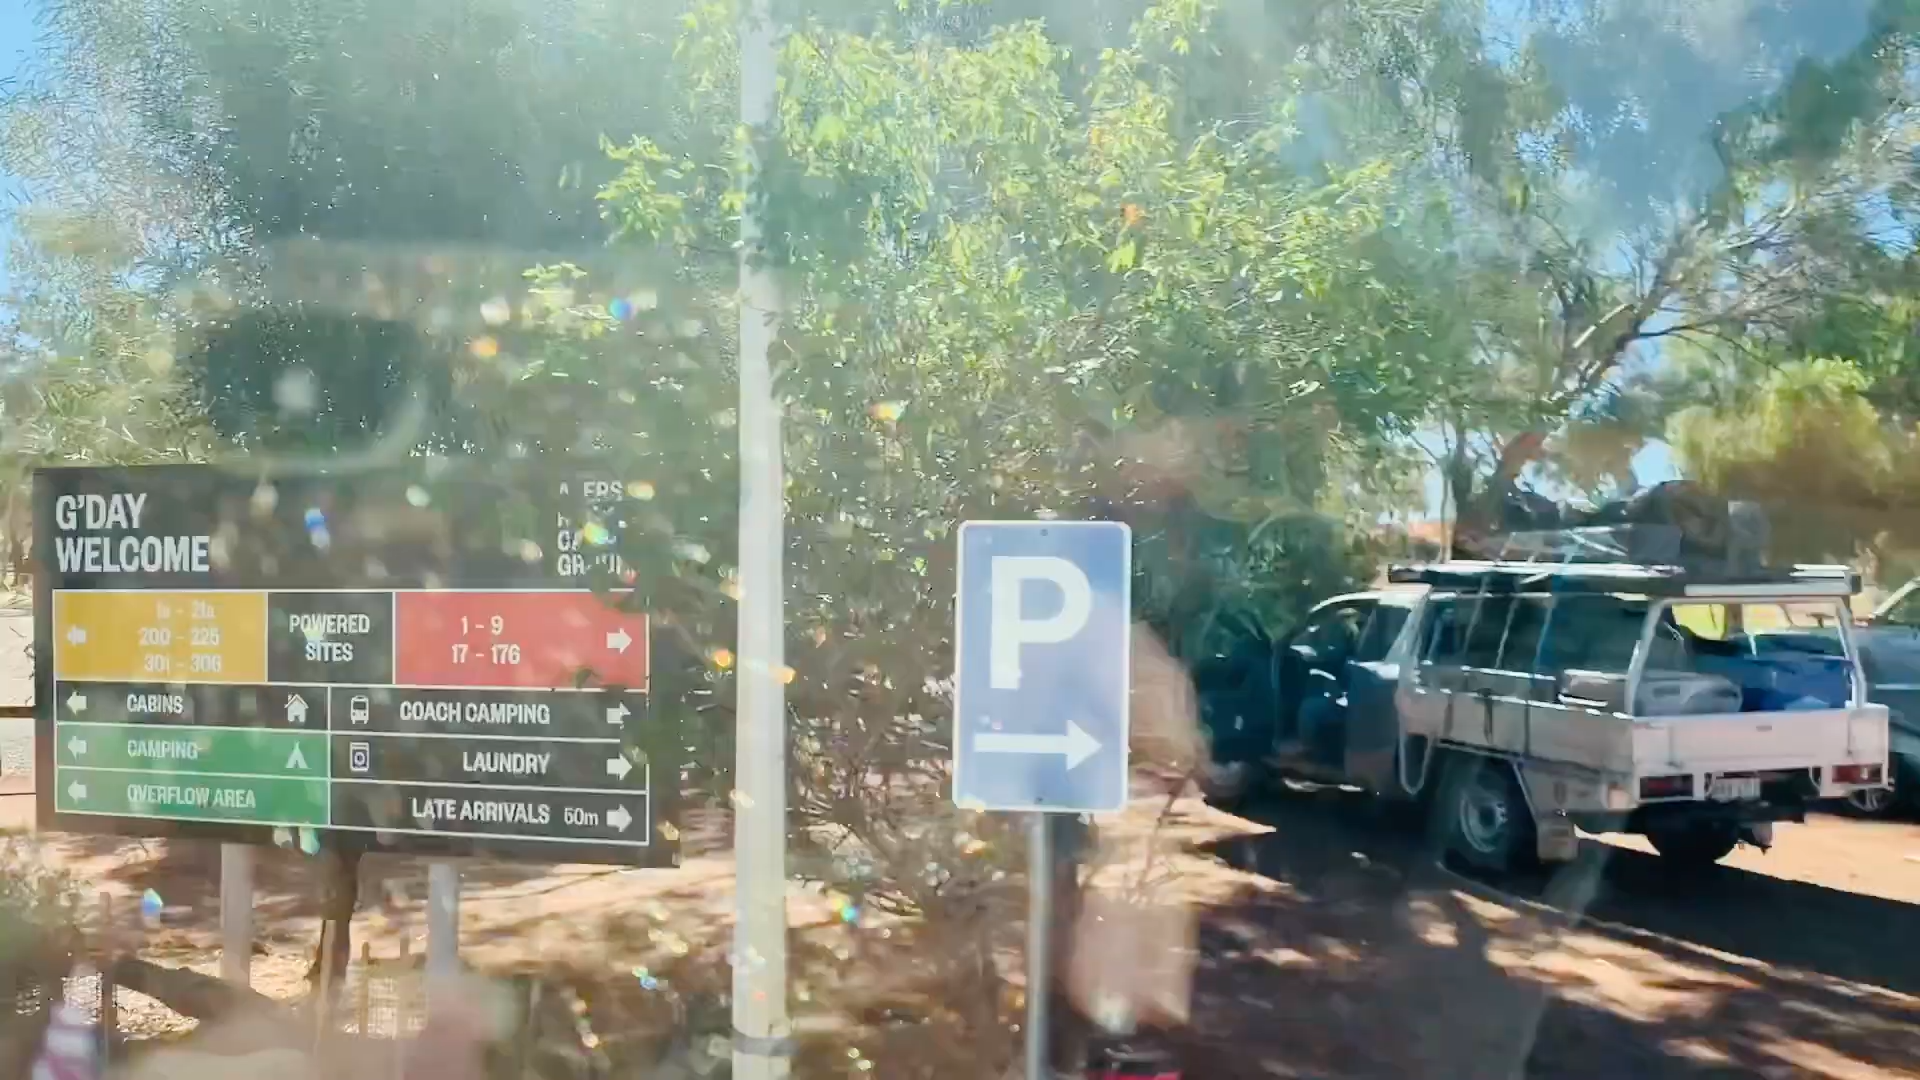 G'DAY
WELCOME
200 - 225
POWERED
SITES
1 - 9
17 - 176
CABINS
COACH CAMPING
CAMPING
LAUNDRY
OVERFLOW AREA
LATE ARRIVALS 50m
P